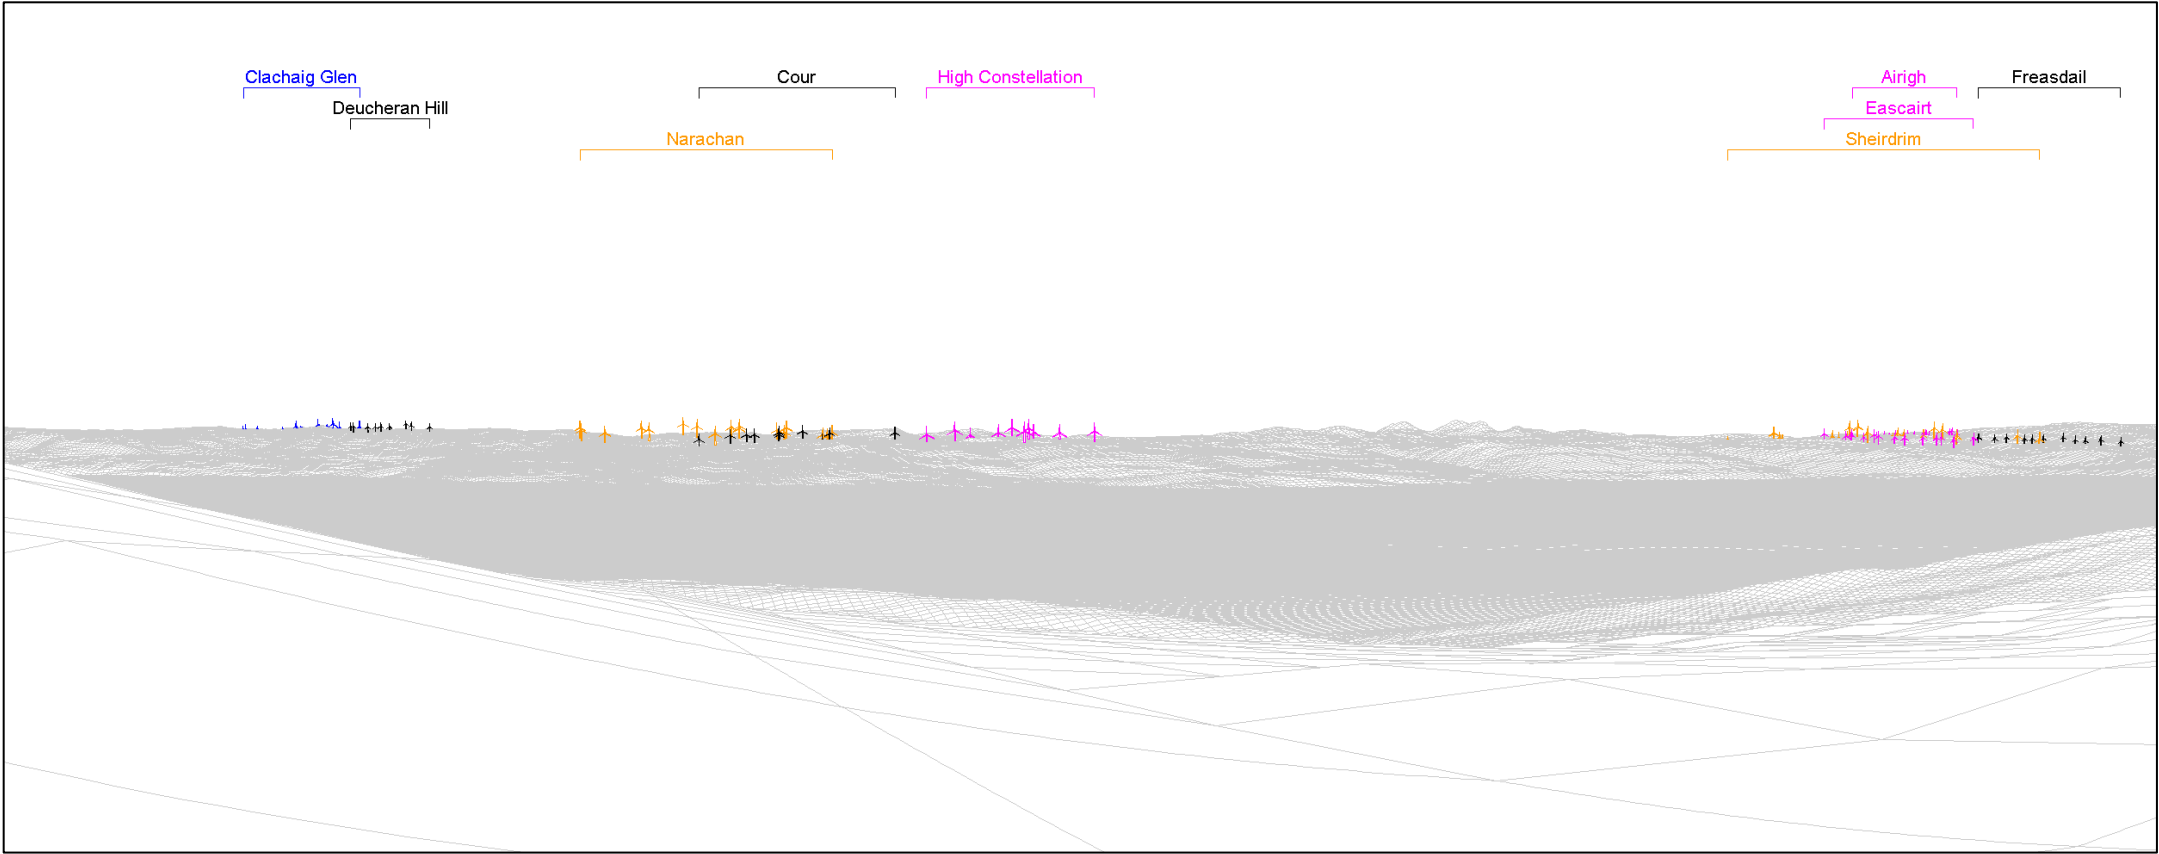 Clachaig Glen
Cour
High Constellation
Airigh
Freasdail
Deucheran Hill
Eascairt
Narachan
Sheirdrim